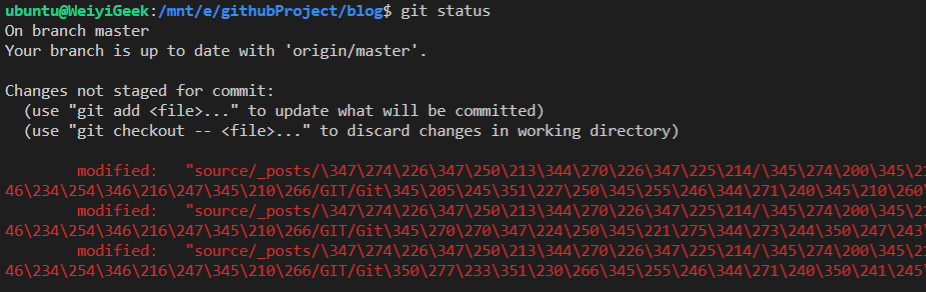 ubuntu@WeiyiGeek:/mnt/e/githubProject/blog$ git status
On branch master
Your branch is up to date with 'origin/master'.
Changes not staged for commit:
(use "git add <file>..." to update what will be committed)
(use "git checkout -- <file>..." to discard changes in working directory)
modified: "source/_posts/\347\274\226\347\250\213\344\270\226\347\225\214/\345\274\200\345\21
46\234\254\346\216\247\345\210\266/GIT/Git\345\205\245\351\227\250\345\255\246\344\271\240\345\210\260\
modified: "source/_posts/\347\274\226\347\250\213\344\270\226\347\225\214/\345\274\200\345\21
46\234\254\346\216\247\345\210\266/GIT/Git\345\270\270\347\224\250\345\221\275\344\273\244\350\247\243\
modified: "source/_posts/\347\274\226\347\250\213\344\270\226\347\225\214/\345\274\200\345\21
46\234\254\346\216\247\345\210\266/GIT/Git\350\277\233\351\230\266\345\255\246\344\271\240\350\241\245\